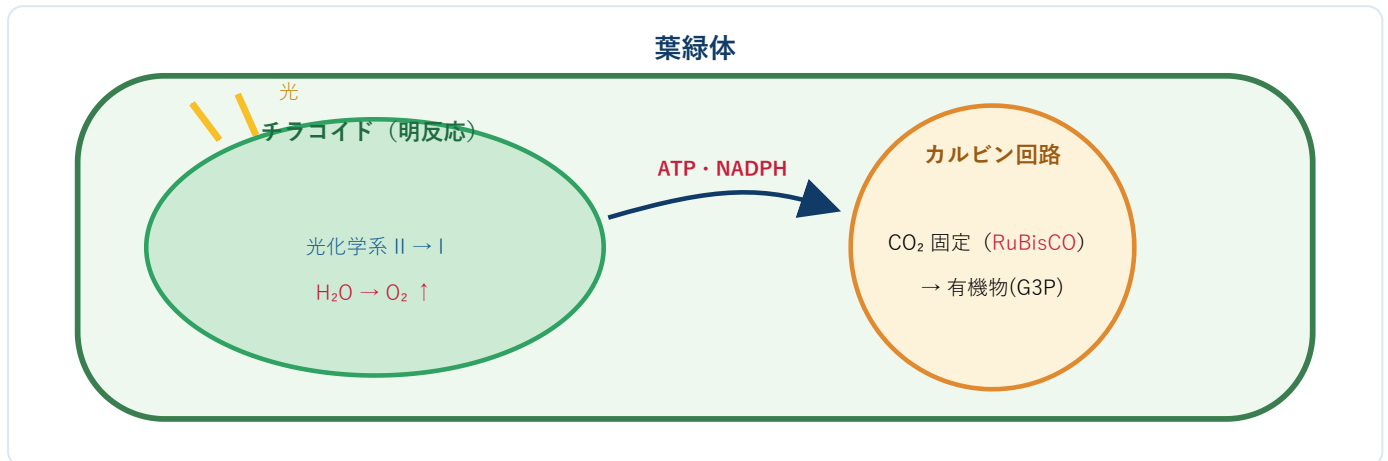 葉緑体
光
チラコイド（明反応）
光化学系 II → I
H₂O → O₂ ↑
ATP・NADPH
カルビン回路
CO₂ 固定（RuBisCO）
→ 有機物(G3P)